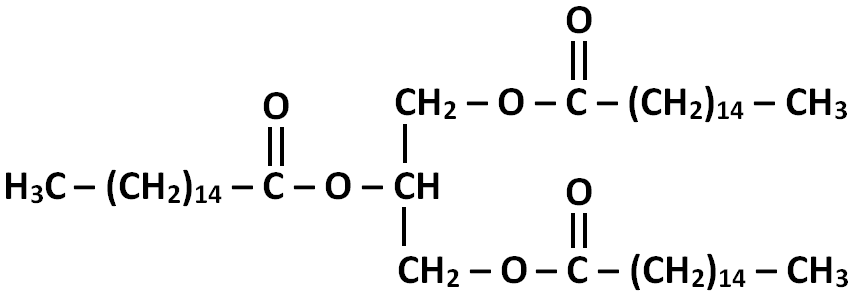 O
CH2 – O – C – (CH2)14 – CH3
O
H3C – (CH2)14 – C – O – CH
O
CH2 – O – C – (CH2)14 – CH3